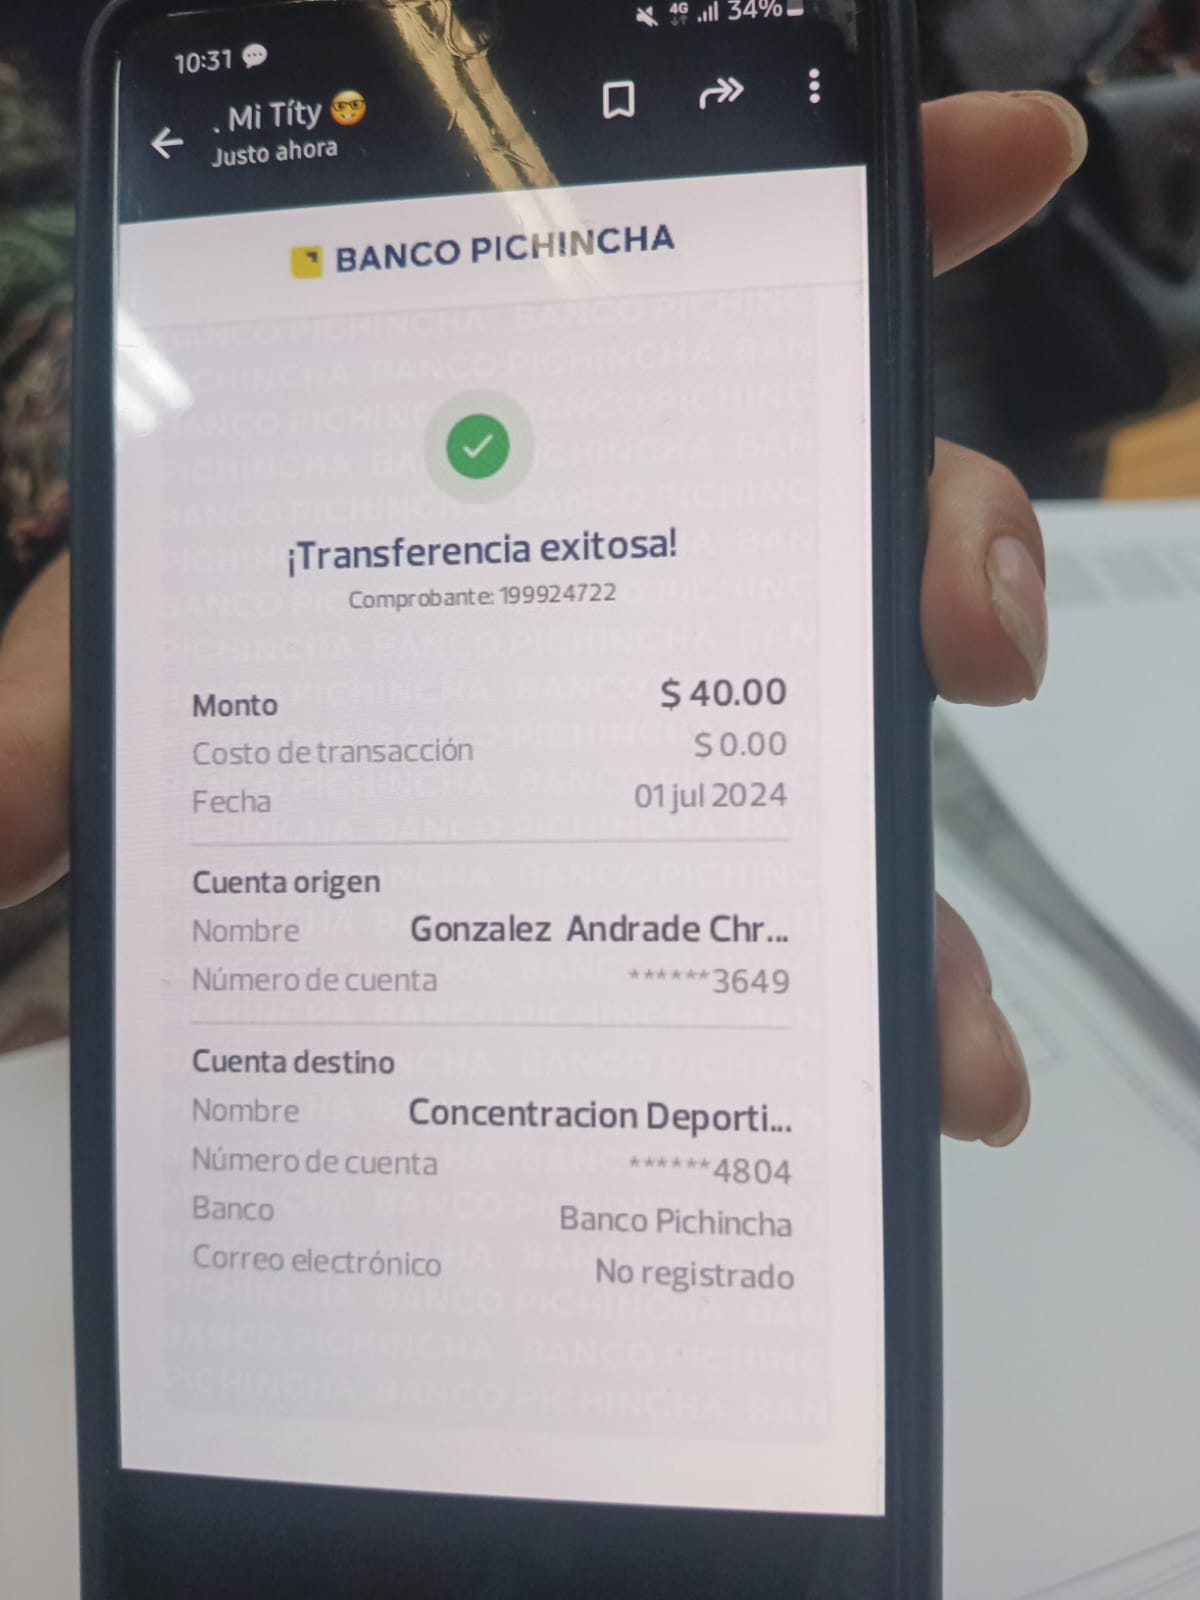 10:31
4G 34%
. Mi Títy 🤓
Justo ahora
BANCO PICHINCHA
¡Transferencia exitosa!
Comprobante: 199924722
Monto $ 40.00
Costo de transacción $ 0.00
Fecha 01 jul 2024
Cuenta origen
Nombre Gonzalez Andrade Chr...
Número de cuenta ******3649
Cuenta destino
Nombre Concentracion Deporti...
Número de cuenta ******4804
Banco Banco Pichincha
Correo electrónico No registrado